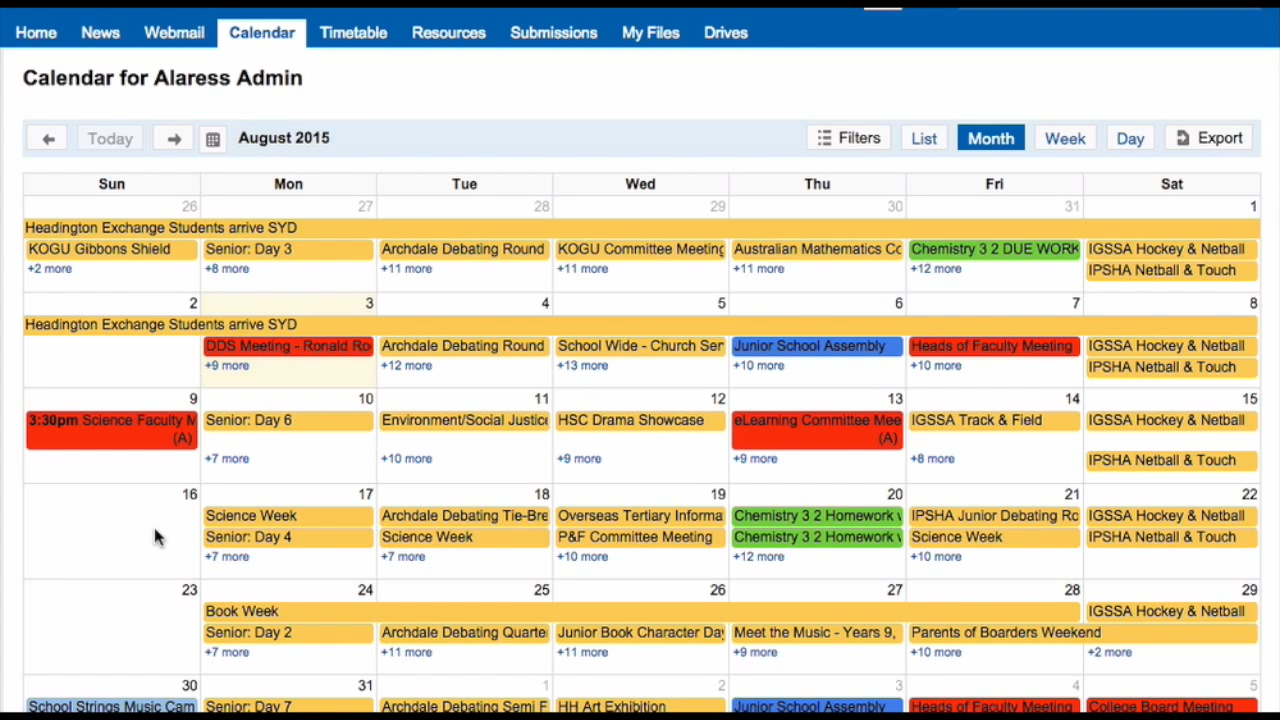 Home News Webmail Calendar Timetable Resources Submissions My Files Drives
Calendar for Alaress Admin
Today August 2015 Filters List Month Week Day Export
Sun Mon Tue Wed Thu Fri Sat
26 27 28 29 30 31 1
Headington Exchange Students arrive SYD
KOGU Gibbons Shield Senior: Day 3 Archdale Debating Round KOGU Committee Meeting Australian Mathematics Co Chemistry 3 2 DUE WORK IGSSA Hockey & Netball
+2 more +8 more +11 more +11 more +11 more +12 more IPSHA Netball & Touch
2 3 4 5 6 7 8
Headington Exchange Students arrive SYD
DDS Meeting - Ronald Ro Archdale Debating Round School Wide - Church Ser Junior School Assembly Heads of Faculty Meeting IGSSA Hockey & Netball
+9 more +12 more +13 more +10 more +10 more IPSHA Netball & Touch
9 10 11 12 13 14 15
3:30pm Science Faculty M Senior: Day 6 Environment/Social Justice HSC Drama Showcase eLearning Committee Mee IGSSA Track & Field IGSSA Hockey & Netball
(A) (A)
+7 more +10 more +9 more +9 more +8 more IPSHA Netball & Touch
16 17 18 19 20 21 22
Science Week Archdale Debating Tie-Bre Overseas Tertiary Informa Chemistry 3 2 Homework IPSHA Junior Debating Ro IGSSA Hockey & Netball
Senior: Day 4 Science Week P&F Committee Meeting Chemistry 3 2 Homework Science Week IPSHA Netball & Touch
+7 more +7 more +10 more +12 more +10 more
23 24 25 26 27 28 29
Book Week IGSSA Hockey & Netball
Senior: Day 2 Archdale Debating Quarte Junior Book Character Day Meet the Music - Years 9, Parents of Boarders Weekend
+7 more +11 more +11 more +9 more +10 more +2 more
30 31 1 2 3 4 5
School Strings Music Cam Senior: Day 7 Archdale Debating Semi F HH Art Exhibition Junior School Assembly Heads of Faculty Meeting College Board Meeting